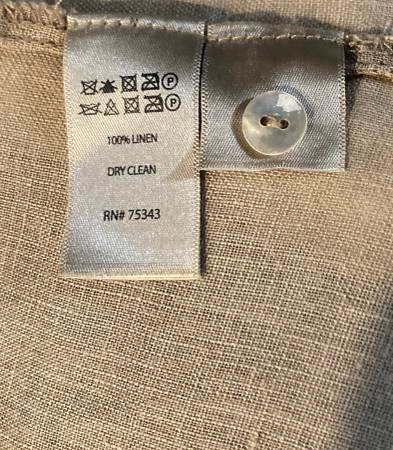 P
P
100% LINEN
DRY CLEAN
RN# 75343